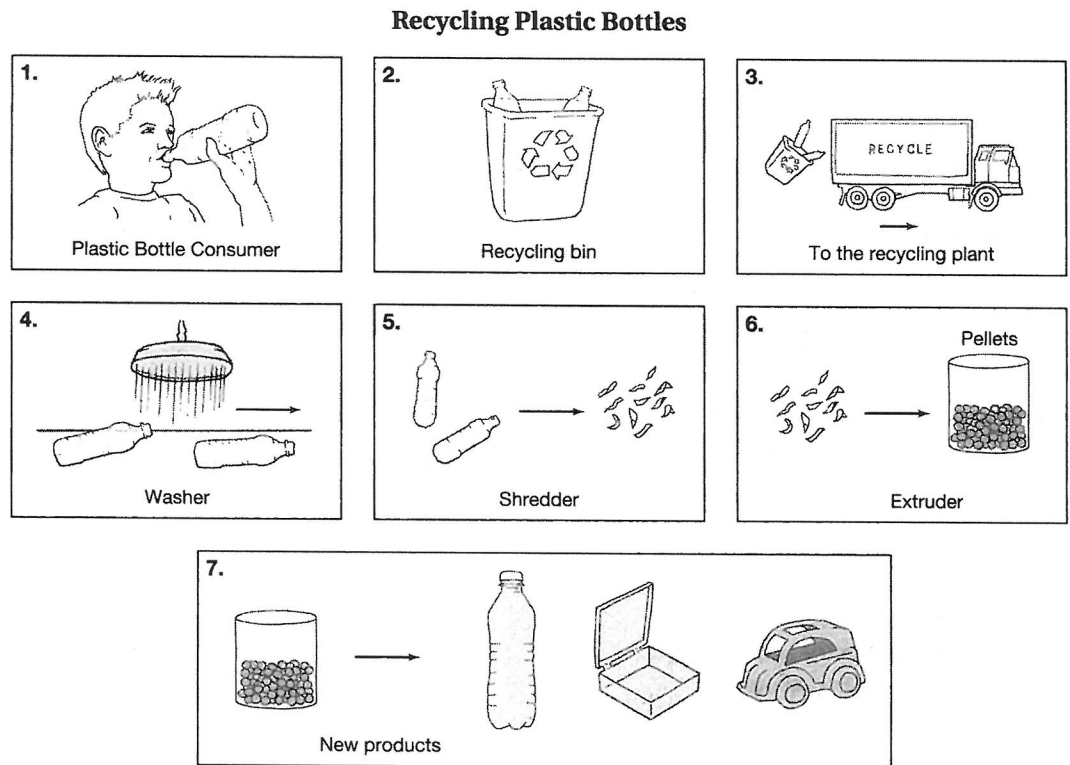 Recycling Plastic Bottles
1.
Plastic Bottle Consumer
2.
Recycling bin
3.
RECYCLE
To the recycling plant
4.
Washer
5.
Shredder
6.
Pellets
Extruder
7.
New products